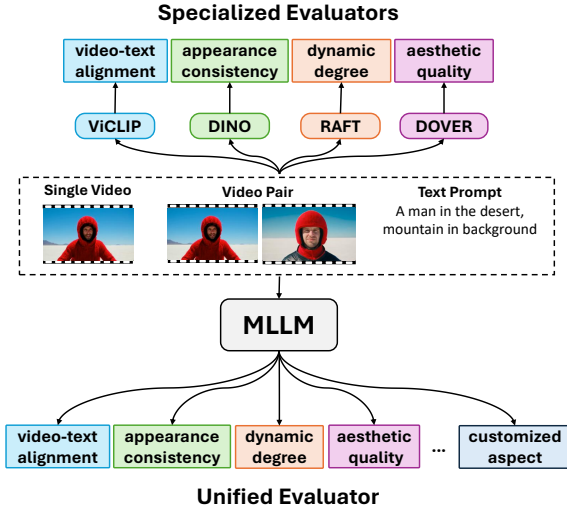 Specialized Evaluators
video-text
alignment
appearance
consistency
dynamic
degree
aesthetic
quality
ViCLIP
DINO
RAFT
DOVER
Single Video
Video Pair
Text Prompt
A man in the desert,
mountain in background
MLLM
video-text
alignment
appearance
consistency
dynamic
degree
aesthetic
quality
...
customized
aspect
Unified Evaluator